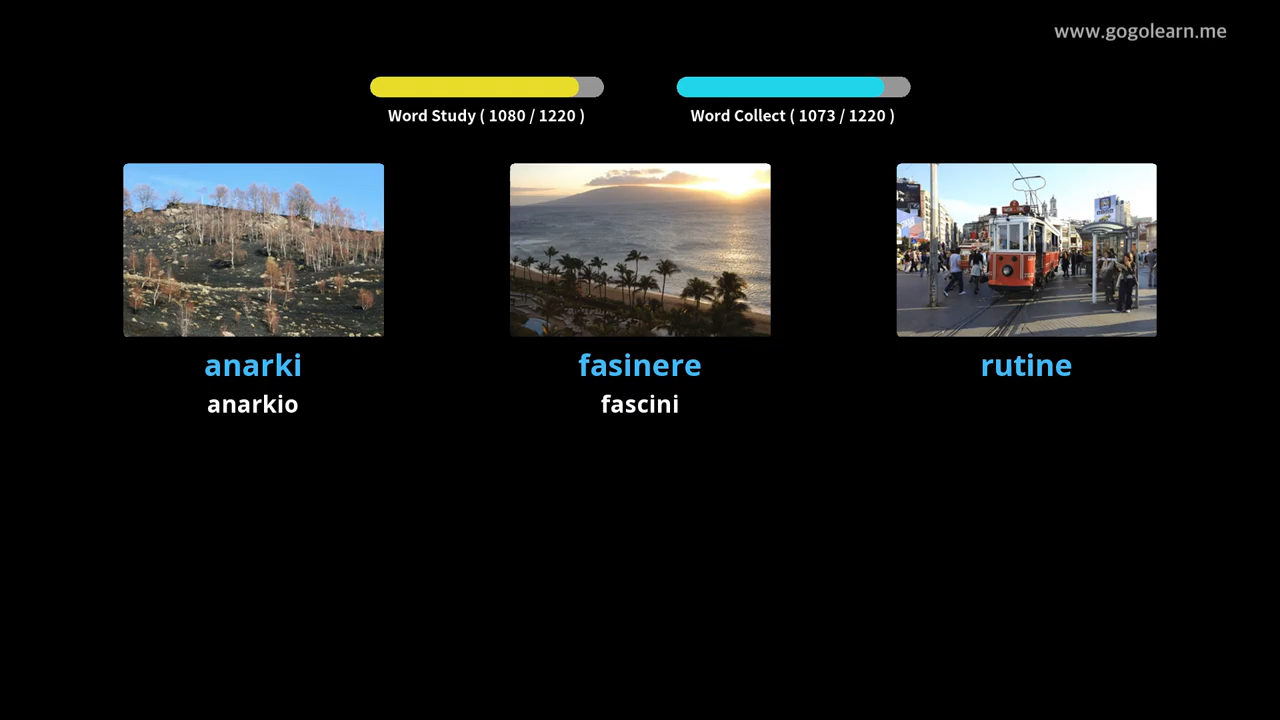 www.gogolearn.me
Word Study ( 1080 / 1220 )
Word Collect ( 1073 / 1220 )
anarki
fasinere
rutine
anarkio
fascini